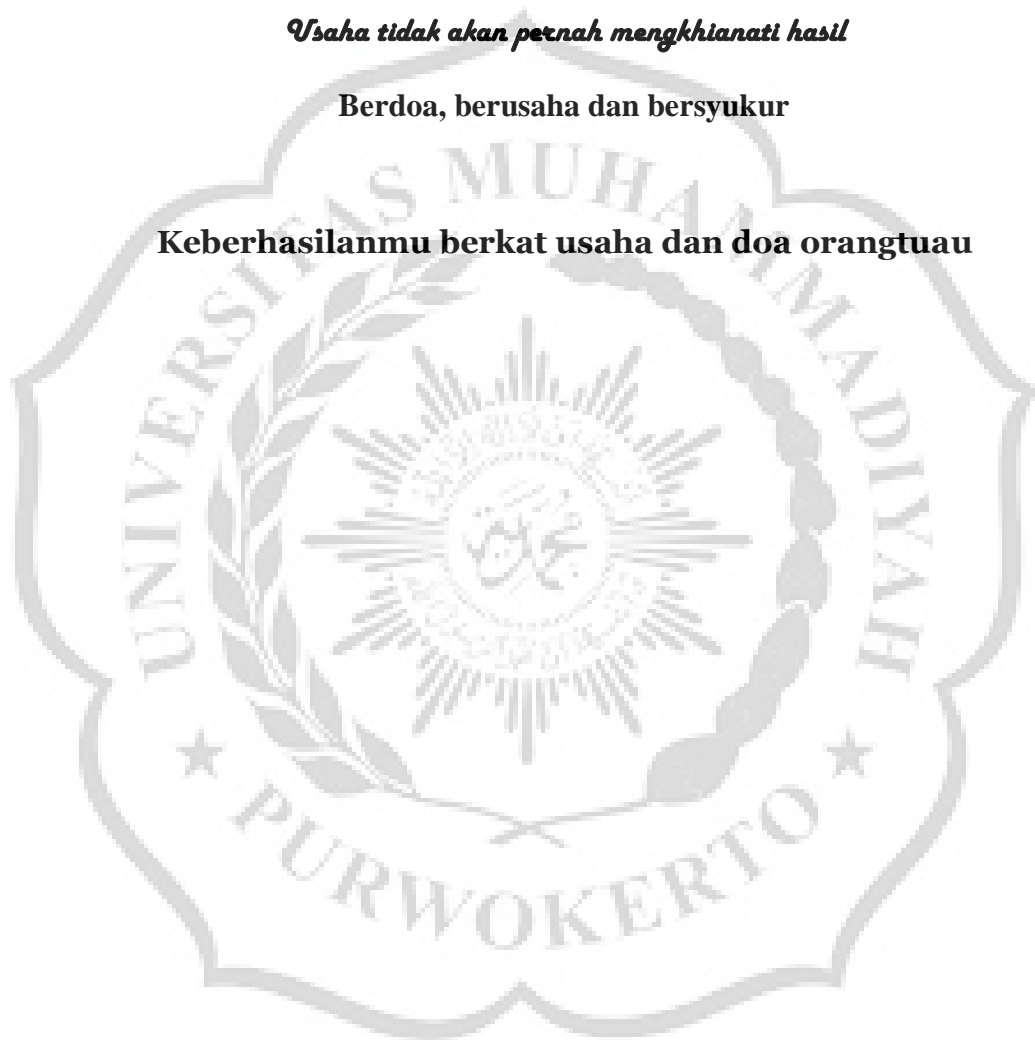 Usaha tidak akan pernah mengkhianati hasil
Berdoa, berusaha dan bersyukur
Keberhasilanmu berkat usaha dan doa orangtuau
UNIVERSITAS MUHAMMADIYAH
PURWOKERTO